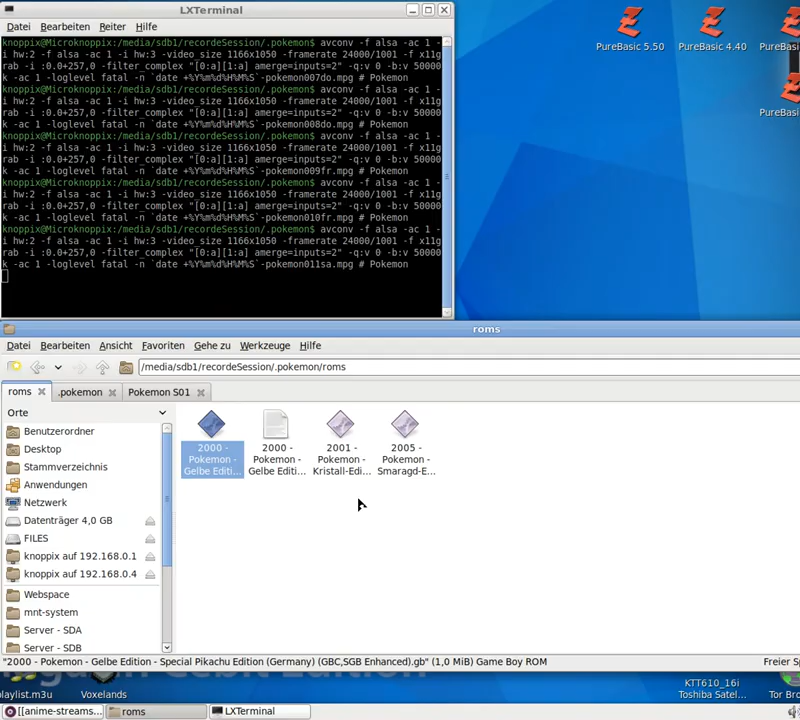 LXTerminal
Datei Bearbeiten Reiter Hilfe
knoppix@Microknoppix:/media/sdb1/recordeSession/.pokemon$ avconv -f alsa -ac 1 -
i hw:2 -f alsa -ac 1 -i hw:3 -video_size 1166x1050 -framerate 24000/1001 -f x11g
rab -i :0.0+257,0 -filter_complex "[0:a][1:a] amerge=inputs=2" -q:v 0 -b:v 50000
k -ac 1 -loglevel fatal -n `date +%Y%m%d%H%M%S`-pokemon007do.mpg # Pokemon
knoppix@Microknoppix:/media/sdb1/recordeSession/.pokemon$ avconv -f alsa -ac 1 -
i hw:2 -f alsa -ac 1 -i hw:3 -video_size 1166x1050 -framerate 24000/1001 -f x11g
rab -i :0.0+257,0 -filter_complex "[0:a][1:a] amerge=inputs=2" -q:v 0 -b:v 50000
k -ac 1 -loglevel fatal -n `date +%Y%m%d%H%M%S`-pokemon008do.mpg # Pokemon
knoppix@Microknoppix:/media/sdb1/recordeSession/.pokemon$ avconv -f alsa -ac 1 -
i hw:2 -f alsa -ac 1 -i hw:3 -video_size 1166x1050 -framerate 24000/1001 -f x11g
rab -i :0.0+257,0 -filter_complex "[0:a][1:a] amerge=inputs=2" -q:v 0 -b:v 50000
k -ac 1 -loglevel fatal -n `date +%Y%m%d%H%M%S`-pokemon009fr.mpg # Pokemon
knoppix@Microknoppix:/media/sdb1/recordeSession/.pokemon$ avconv -f alsa -ac 1 -
i hw:2 -f alsa -ac 1 -i hw:3 -video_size 1166x1050 -framerate 24000/1001 -f x11g
rab -i :0.0+257,0 -filter_complex "[0:a][1:a] amerge=inputs=2" -q:v 0 -b:v 50000
k -ac 1 -loglevel fatal -n `date +%Y%m%d%H%M%S`-pokemon010fr.mpg # Pokemon
knoppix@Microknoppix:/media/sdb1/recordeSession/.pokemon$ avconv -f alsa -ac 1 -
i hw:2 -f alsa -ac 1 -i hw:3 -video_size 1166x1050 -framerate 24000/1001 -f x11g
rab -i :0.0+257,0 -filter_complex "[0:a][1:a] amerge=inputs=2" -q:v 0 -b:v 50000
k -ac 1 -loglevel fatal -n `date +%Y%m%d%H%M%S`-pokemon011sa.mpg # Pokemon
PureBasic 5.50 PureBasic 4.40 PureBa
PureBa
roms
Datei Bearbeiten Ansicht Favoriten Gehe zu Werkzeuge Hilfe
/media/sdb1/recordeSession/.pokemon/roms
roms .pokemon Pokemon S01
Orte
Benutzerordner
Desktop
Stammverzeichnis
Anwendungen
Netzwerk
Datenträger 4,0 GB
FILES
knoppix auf 192.168.0.1
knoppix auf 192.168.0.4
Webspace
mnt-system
Server - SDA
Server - SDB
2000 -
Pokemon -
Gelbe Editi...
2000 -
Pokemon -
Gelbe Editi...
2001 -
Pokemon -
Kristall-Edi...
2005 -
Pokemon -
Smaragd-E...
"2000 - Pokemon - Gelbe Edition - Special Pikachu Edition (Germany) (GBC,SGB Enhanced).gb" (1,0 MiB) Game Boy ROM Freier Sp
playlist.m3u Voxelands
KTT610_16i
Toshiba Satel...
Tor Bro
[[anime-streams... roms LXTerminal